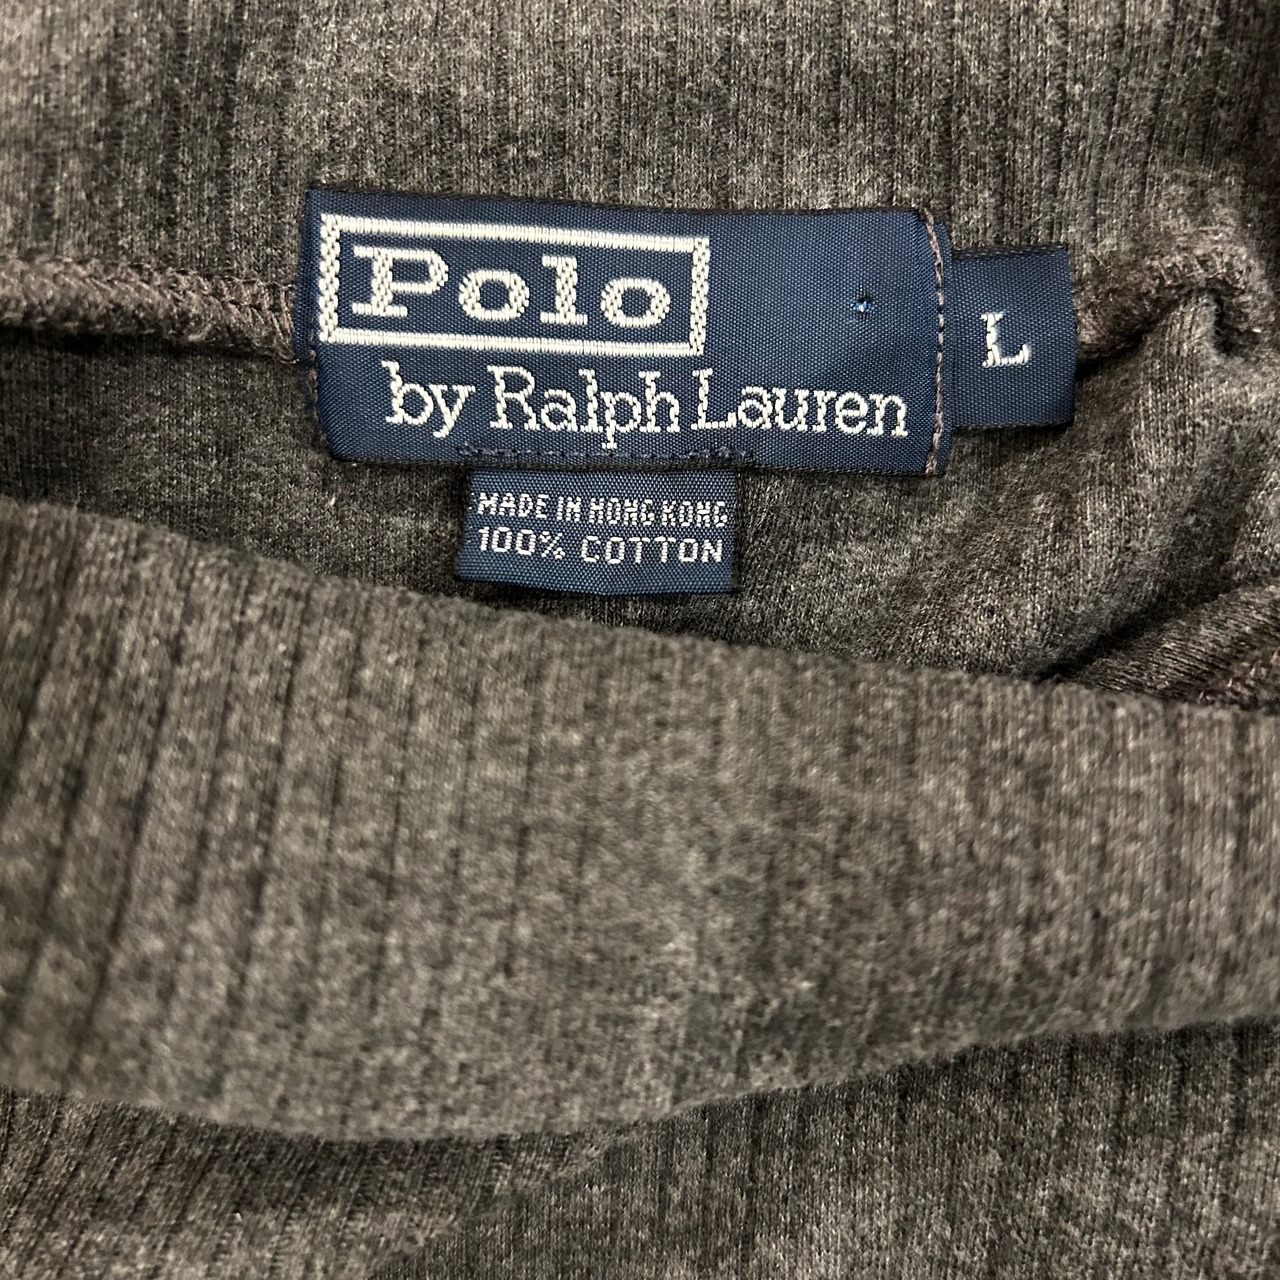 Polo
by Ralph Lauren
L
MADE IN HONG KONG
100% COTTON